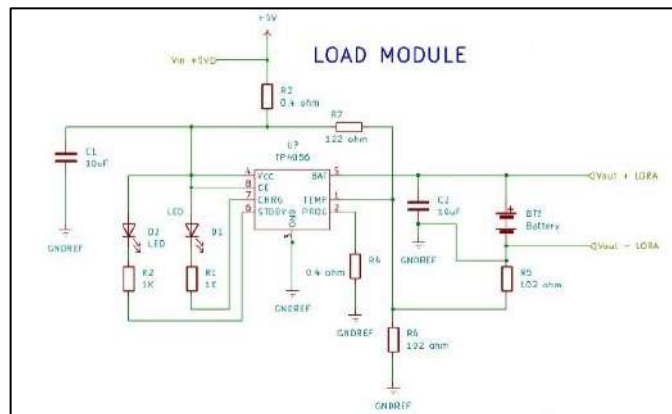 +5V
Vin +5VD
LOAD MODULE
R3
0.4 ohm
R7
122 ohm
C1
10uF
GNDREF
U?
TP4056
4 Vcc
8 CE
7 CHRG
6 STDBY
GND
3
BAT 5
TEMP 1
PROG 2
LED
D2
LED
D1
R2
1K
R1
1K
GNDREF
GNDREF
0.4 ohm
R4
GNDREF
C2
10uF
GNDREF
BT?
Battery
Vout + LORA
Vout - LORA
R5
102 ohm
R6
102 ohm
GNDREF